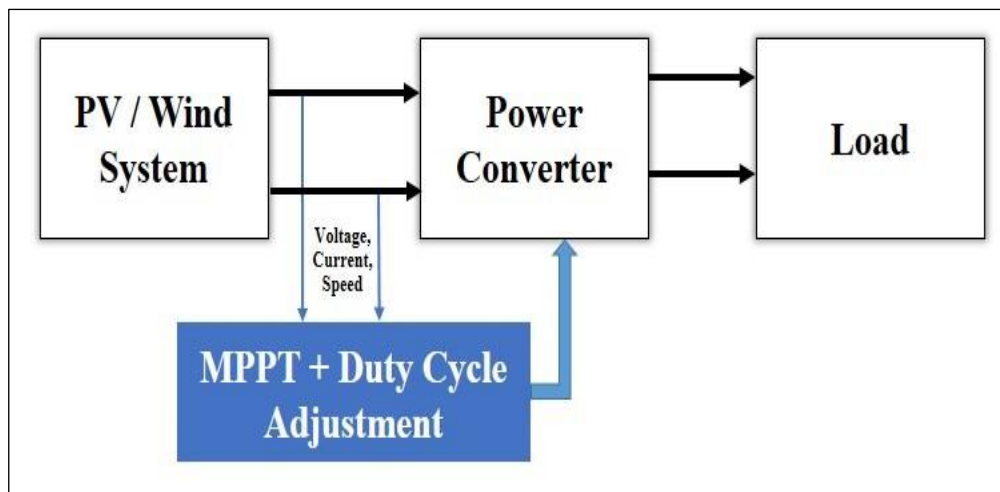 PV / Wind
System
Power
Converter
Load
Voltage,
Current,
Speed
MPPT + Duty Cycle
Adjustment